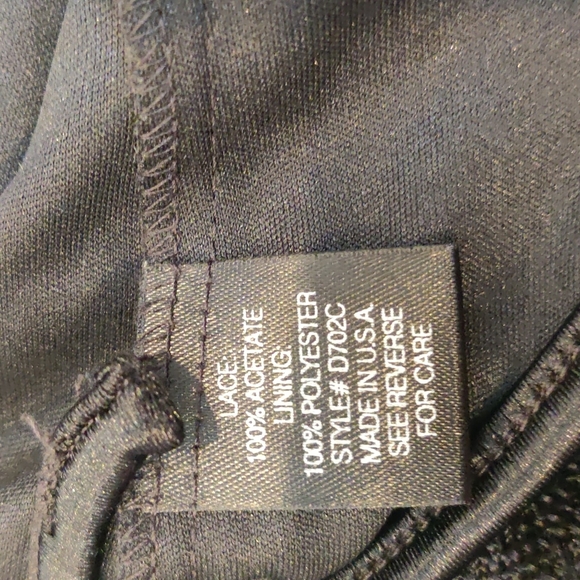 LACE:
100% ACETATE
LINING:
100% POLYESTER
STYLE# D702C
MADE IN U.S.A.
SEE REVERSE
FOR CARE